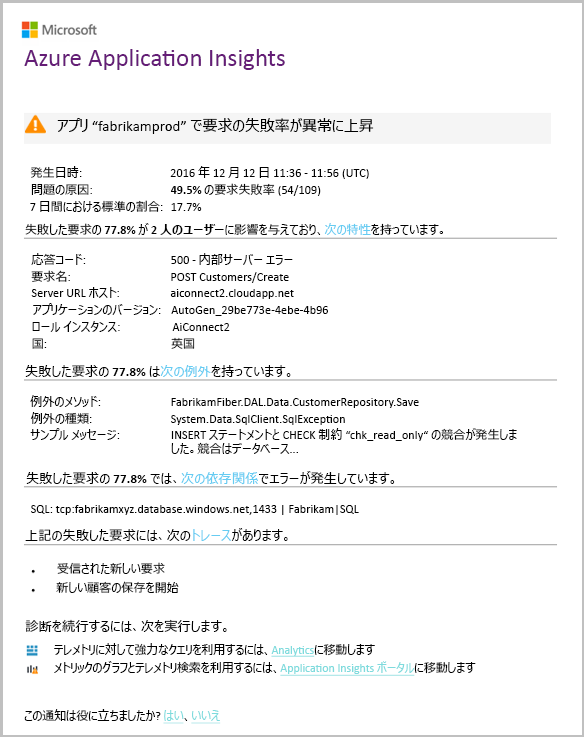 Microsoft
Azure Application Insights
アプリ “fabrikamprod” で要求の失敗率が異常に上昇
発生日時: 2016 年 12 月 12 日 11:36 - 11:56 (UTC)
問題の原因: 49.5% の要求失敗率 (54/109)
7 日間における標準の割合: 17.7%
失敗した要求の 77.8% が 2 人のユーザーに影響を与えており、次の特性を持っています。
応答コード: 500 - 内部サーバー エラー
要求名: POST Customers/Create
Server URL ホスト: aiconnect2.cloudapp.net
アプリケーションのバージョン: AutoGen_29be773e-4ebe-4b96
ロール インスタンス: AiConnect2
国: 英国
失敗した要求の 77.8% は次の例外を持っています。
例外のメソッド: FabrikamFiber.DAL.Data.CustomerRepository.Save
例外の種類: System.Data.SqlClient.SqlException
サンプル メッセージ: INSERT ステートメントと CHECK 制約 “chk_read_only“ の競合が発生しま
した。競合はデータベース...
失敗した要求の 77.8% では、次の依存関係でエラーが発生しています。
SQL: tcp:fabrikamxyz.database.windows.net,1433 | Fabrikam|SQL
上記の失敗した要求には、次のトレースがあります。
• 受信された新しい要求
• 新しい顧客の保存を開始
診断を続行するには、次を実行します。
テレメトリに対して強力なクエリを利用するには、Analyticsに移動します
メトリックのグラフとテレメトリ検索を利用するには、Application Insights ポータルに移動します
この通知は役に立ちましたか? はい、いいえ